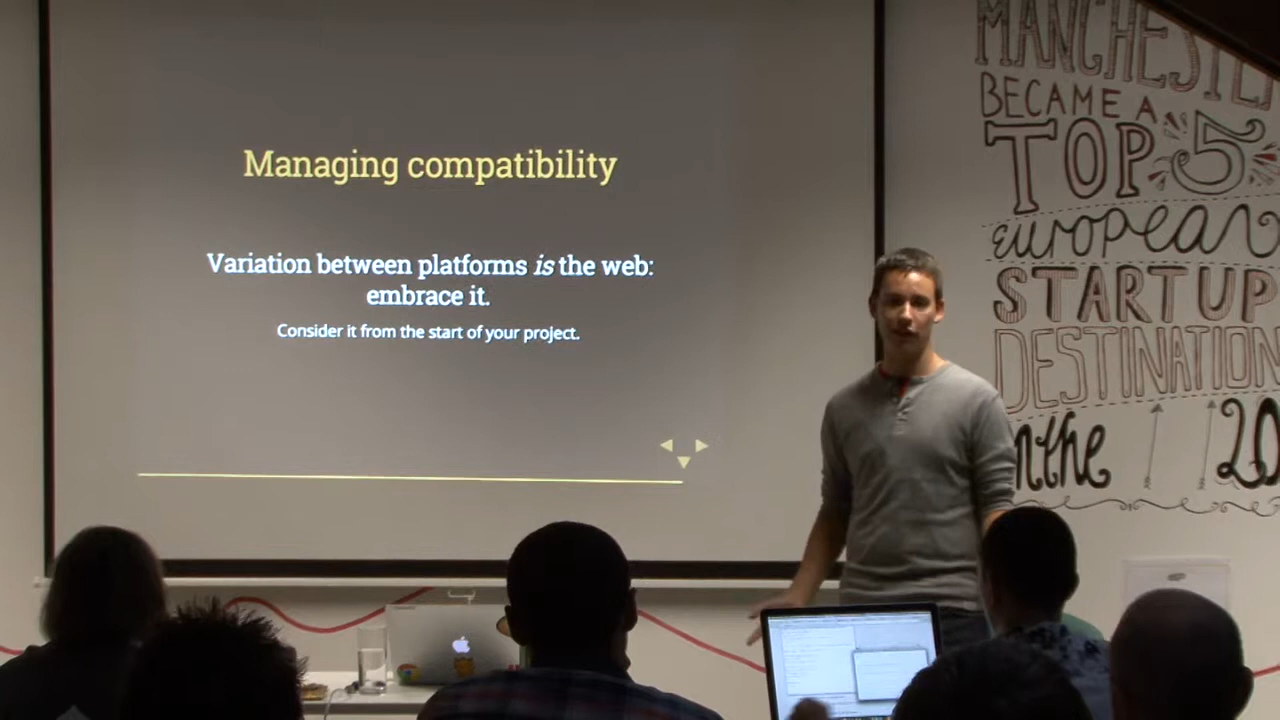 Managing compatibility
Variation between platforms is the web:
embrace it.
Consider it from the start of your project.
BECAME A
TOP 5
european
STARTUP
DESTINATION
in the